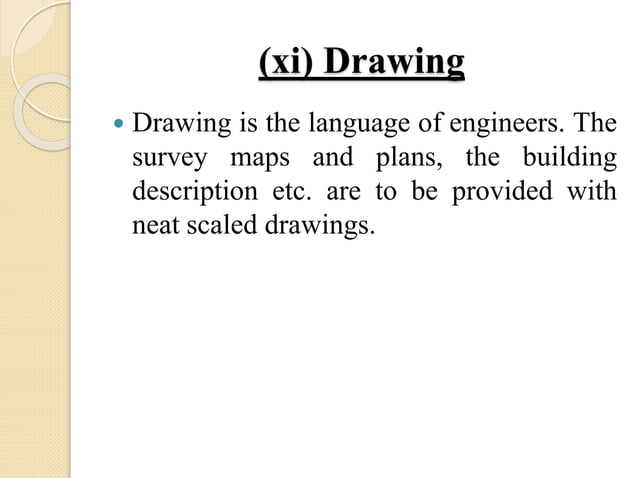 (xi) Drawing
Drawing is the language of engineers. The
survey maps and plans, the building
description etc. are to be provided with
neat scaled drawings.